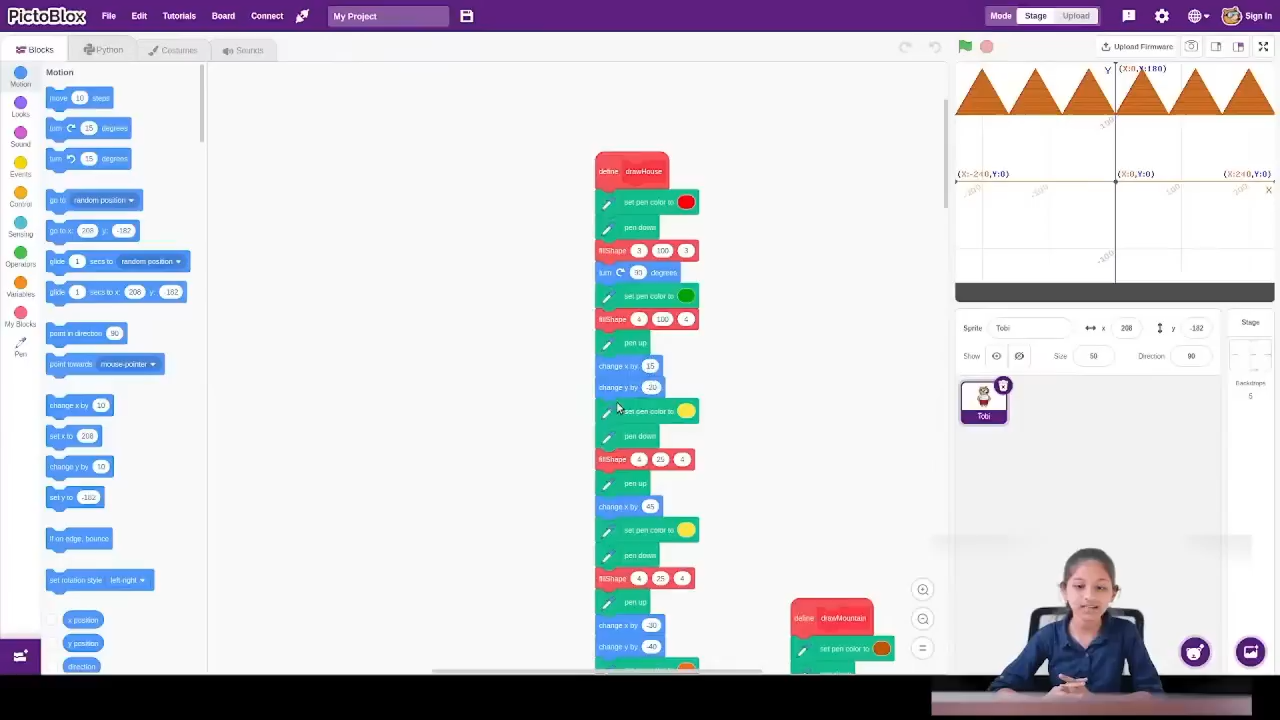 PictoBlox File Edit Tutorials Board Connect My Project Mode Stage Upload Sign In
Blocks Python Costumes Sounds Upload Firmware
Motion
Looks
Sound
Events
Control
Sensing
Operators
Variables
My Blocks
Pen
Motion
move 10 steps
turn 15 degrees
turn 15 degrees
go to random position
go to x: 208 y: -182
glide 1 secs to random position
glide 1 secs to x: 208 y: -182
point in direction 90
point towards mouse-pointer
change x by 10
set x to 208
change y by 10
set y to -182
if on edge, bounce
set rotation style left-right
x position
y position
direction
define drawHouse
set pen color to
pen down
fillShape 3 100 3
turn 90 degrees
set pen color to
fillShape 4 100 4
pen up
change x by 15
change y by -20
set pen color to
pen down
fillShape 4 25 4
pen up
change x by 45
set pen color to
pen down
fillShape 4 25 4
pen up
change x by -30
change y by -40
define drawMountain
set pen color to
Y (X:0,Y:180)
100
(X:-240,Y:0) (X:0,Y:0) (X:240,Y:0)
X
-200 -100 100 200
-100
Sprite Tobi x 208 y -182
Show Size 50 Direction 90
Tobi
Stage
Backdrops
5